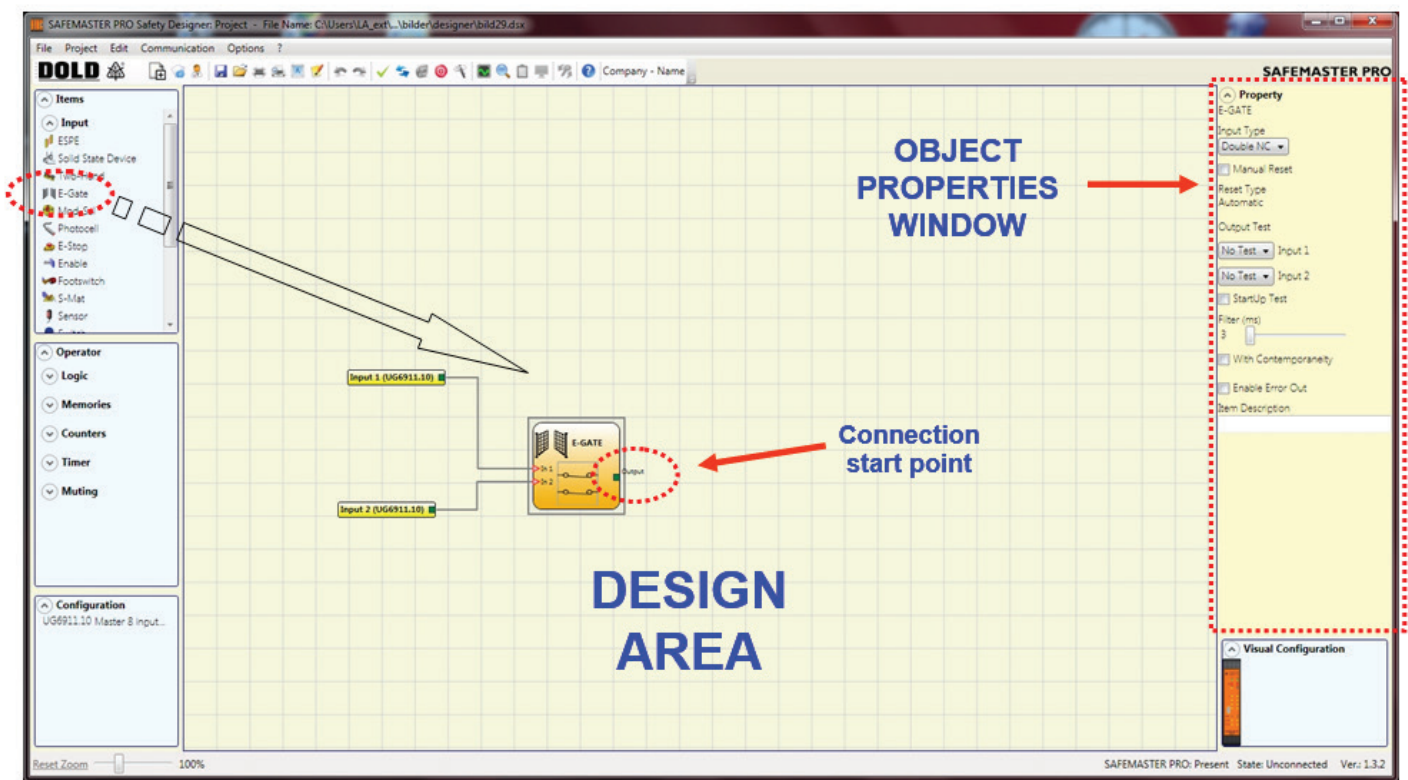 SAFEMASTER PRO Safety Designer: Project - File Name: C:\Users\LA_ext\...\bilder\designer\bild29.dsx
File Project Edit Communication Options ?
DOLD
Company - Name
SAFEMASTER PRO
Items
Input
ESPE
Solid State Device
Two-Hand
E-Gate
Photocell
E-Stop
Enable
Footswitch
S-Mat
Sensor
Operator
Logic
Memories
Counters
Timer
Muting
Configuration
UG6911.10 Master 8 input...
Input 1 (UG6911.10)
Input 2 (UG6911.10)
E-GATE
In 1
In 2
Output
Connection
start point
DESIGN
AREA
OBJECT
PROPERTIES
WINDOW
Property
E-GATE
Input Type
Double NC
Manual Reset
Reset Type
Automatic
Output Test
No Test Input 1
No Test Input 2
StartUp Test
Filter (ms)
3
With Contemporaneity
Enable Error Out
Item Description
Visual Configuration
Reset Zoom 100%
SAFEMASTER PRO: Present State: Unconnected Ver.: 1.3.2